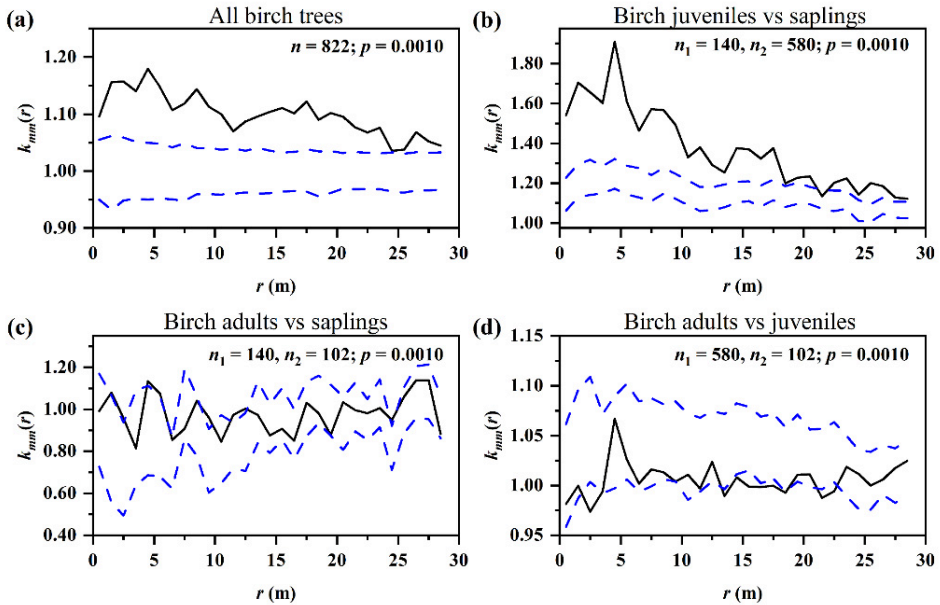 (a) All birch trees
n = 822; p = 0.0010
1.20
1.10
1.00
0.90
kmm(r)
0 5 10 15 20 25 30
r (m)
(b) Birch juveniles vs saplings
n1 = 140, n2 = 580; p = 0.0010
1.80
1.60
1.40
1.20
1.00
kmm(r)
0 5 10 15 20 25 30
r (m)
(c) Birch adults vs saplings
n1 = 140, n2 = 102; p = 0.0010
1.20
1.00
0.80
0.60
0.40
kmm(r)
0 5 10 15 20 25 30
r (m)
(d) Birch adults vs juveniles
n1 = 580, n2 = 102; p = 0.0010
1.15
1.10
1.05
1.00
0.95
kmm(r)
0 5 10 15 20 25 30
r (m)